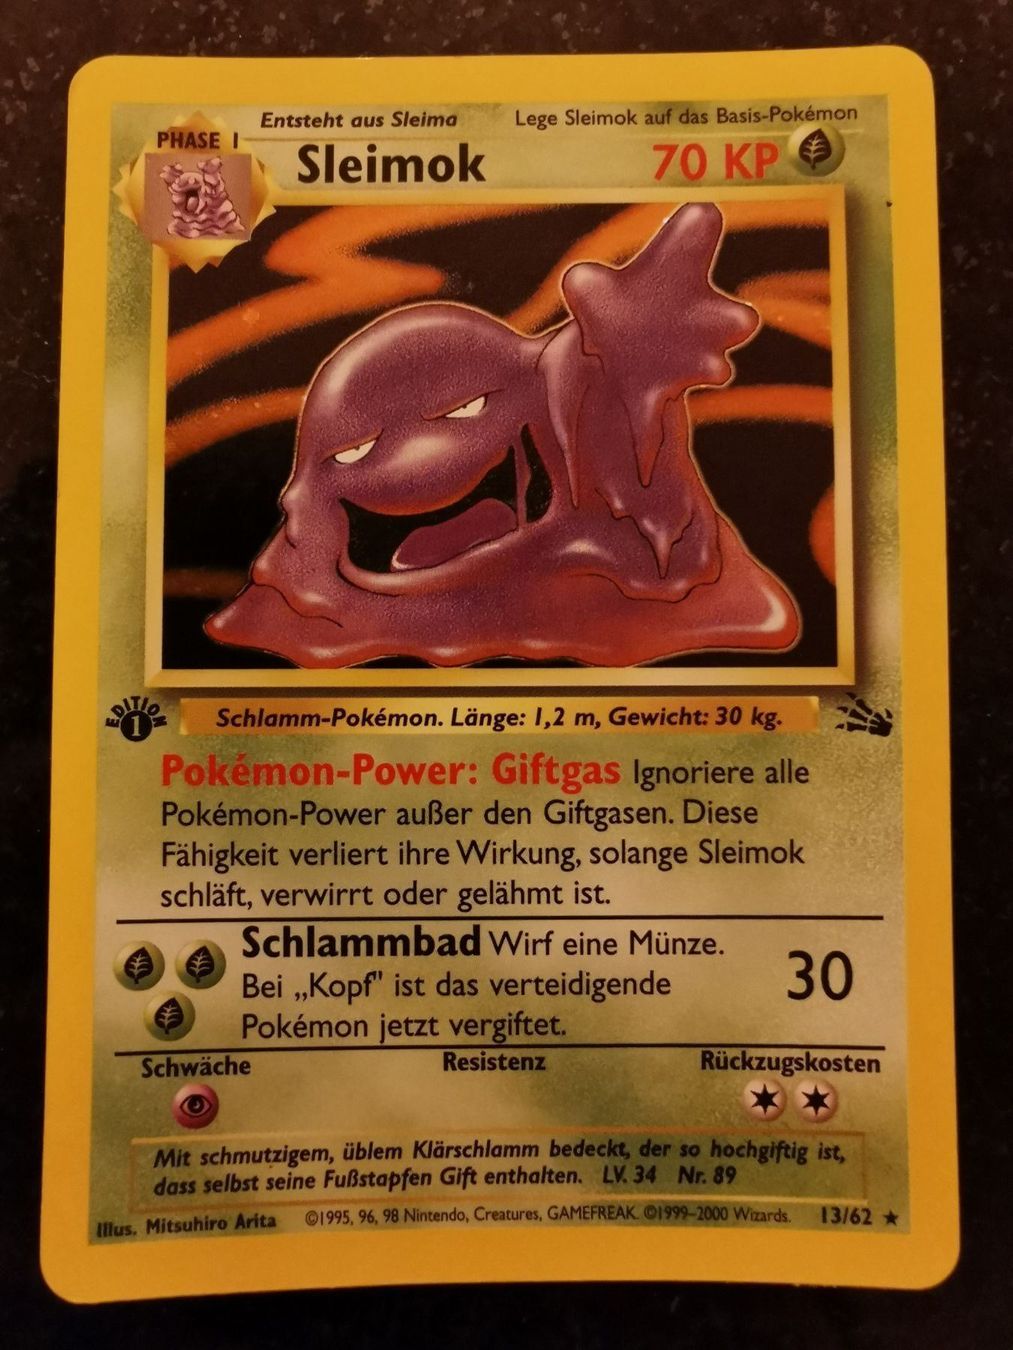 Entsteht aus Sleima
Lege Sleimok auf das Basis-Pokémon
PHASE 1
Sleimok
70 KP
EDITION
1
Schlamm-Pokémon. Länge: 1,2 m, Gewicht: 30 kg.
Pokémon-Power: Giftgas Ignoriere alle
Pokémon-Power außer den Giftgasen. Diese
Fähigkeit verliert ihre Wirkung, solange Sleimok
schläft, verwirrt oder gelähmt ist.
Schlammbad Wirf eine Münze.
Bei „Kopf" ist das verteidigende
Pokémon jetzt vergiftet.
30
Schwäche
Resistenz
Rückzugskosten
Mit schmutzigem, üblem Klärschlamm bedeckt, der so hochgiftig ist,
dass selbst seine Fußstapfen Gift enthalten. LV. 34 Nr. 89
Illus. Mitsuhiro Arita
©1995, 96, 98 Nintendo, Creatures, GAMEFREAK. ©1999–2000 Wizards.
13/62 ★